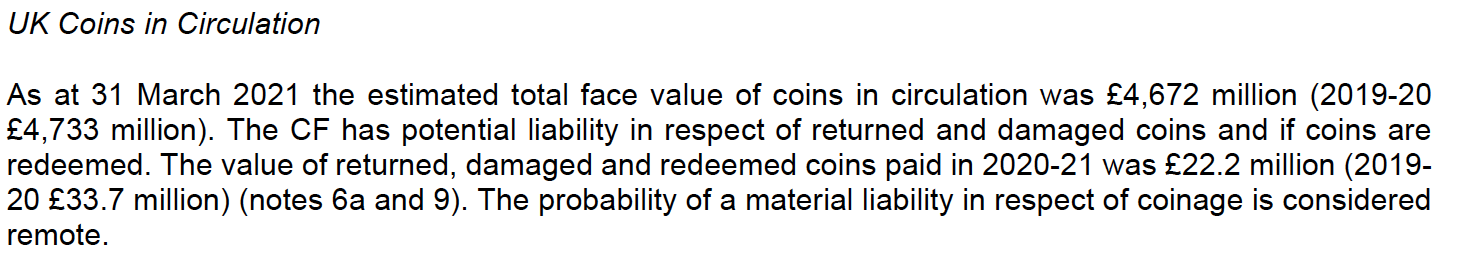 UK Coins in Circulation
As at 31 March 2021 the estimated total face value of coins in circulation was £4,672 million (2019-20
£4,733 million). The CF has potential liability in respect of returned and damaged coins and if coins are
redeemed. The value of returned, damaged and redeemed coins paid in 2020-21 was £22.2 million (2019-
20 £33.7 million) (notes 6a and 9). The probability of a material liability in respect of coinage is considered
remote.